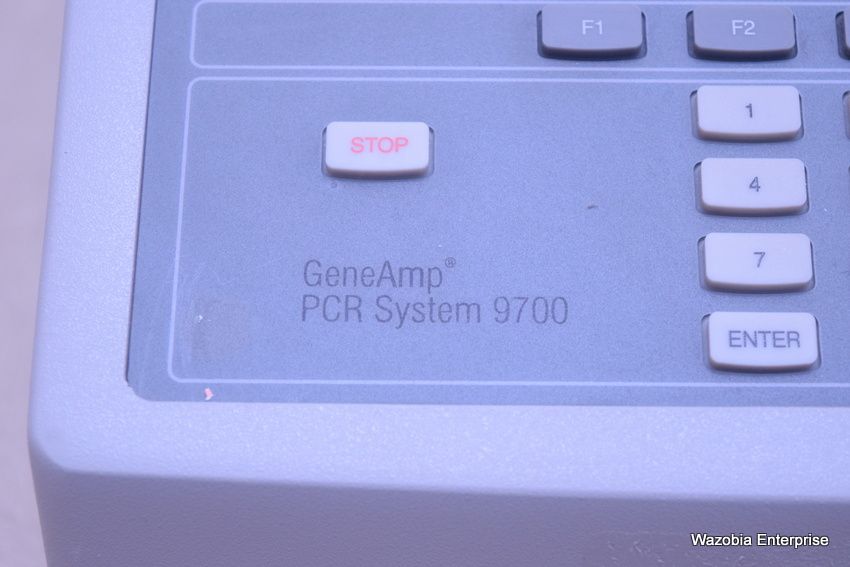 F1 F2
STOP
1
4
7
GeneAmp®
PCR System 9700
ENTER
Wazobia Enterprise